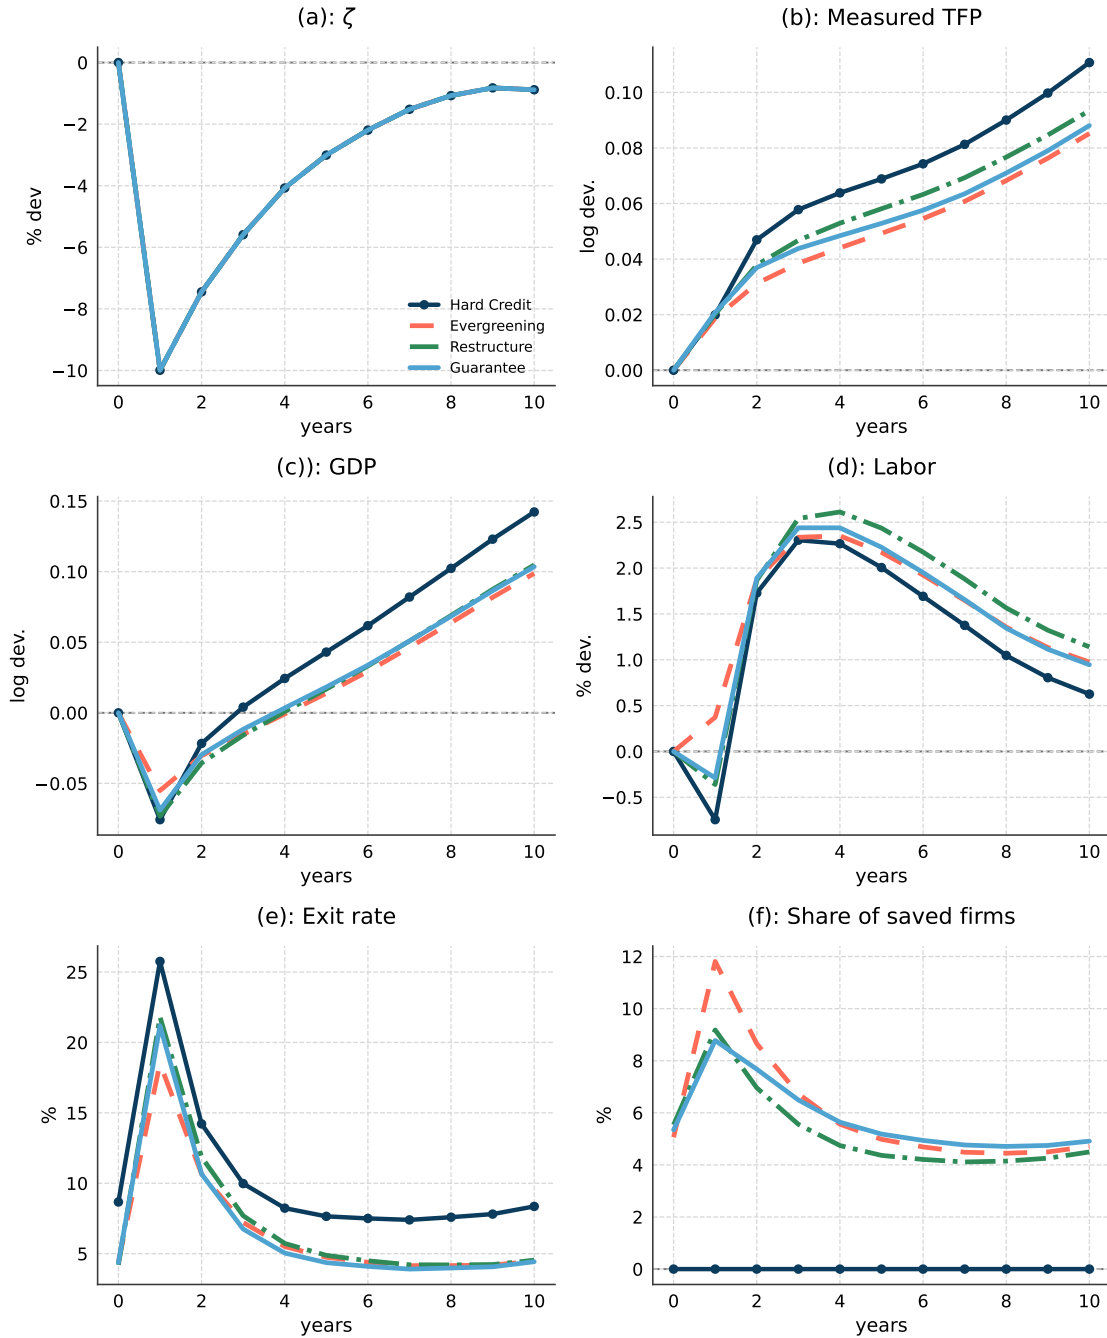 (a): ζ
0
−2
−4
−6
−8
−10
% dev
Hard Credit
Evergreening
Restructure
Guarantee
0 2 4 6 8 10
years
(b): Measured TFP
0.10
0.08
0.06
0.04
0.02
0.00
log dev.
0 2 4 6 8 10
years
(c)): GDP
0.15
0.10
0.05
0.00
−0.05
log dev.
0 2 4 6 8 10
years
(d): Labor
2.5
2.0
1.5
1.0
0.5
0.0
−0.5
% dev.
0 2 4 6 8 10
years
(e): Exit rate
25
20
15
10
5
%
0 2 4 6 8 10
years
(f): Share of saved firms
12
10
8
6
4
2
0
%
0 2 4 6 8 10
years